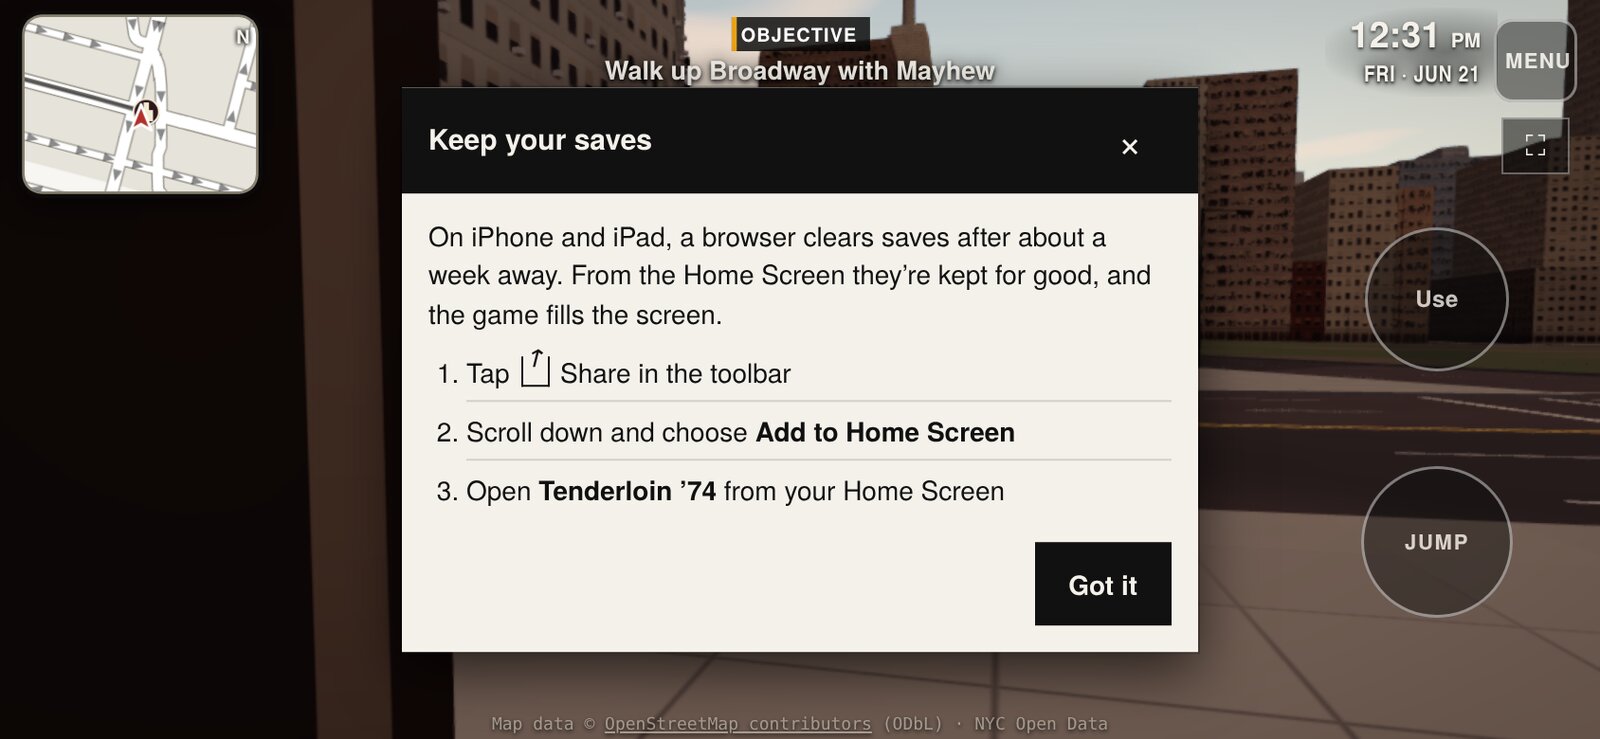 N
OBJECTIVE
Walk up Broadway with Mayhew
12:31 PM
FRI · JUN 21
MENU
Keep your saves
×
On iPhone and iPad, a browser clears saves after about a
week away. From the Home Screen they’re kept for good, and
the game fills the screen.
1. Tap Share in the toolbar
2. Scroll down and choose Add to Home Screen
3. Open Tenderloin ’74 from your Home Screen
Got it
Use
JUMP
Map data © OpenStreetMap contributors (ODbL) · NYC Open Data